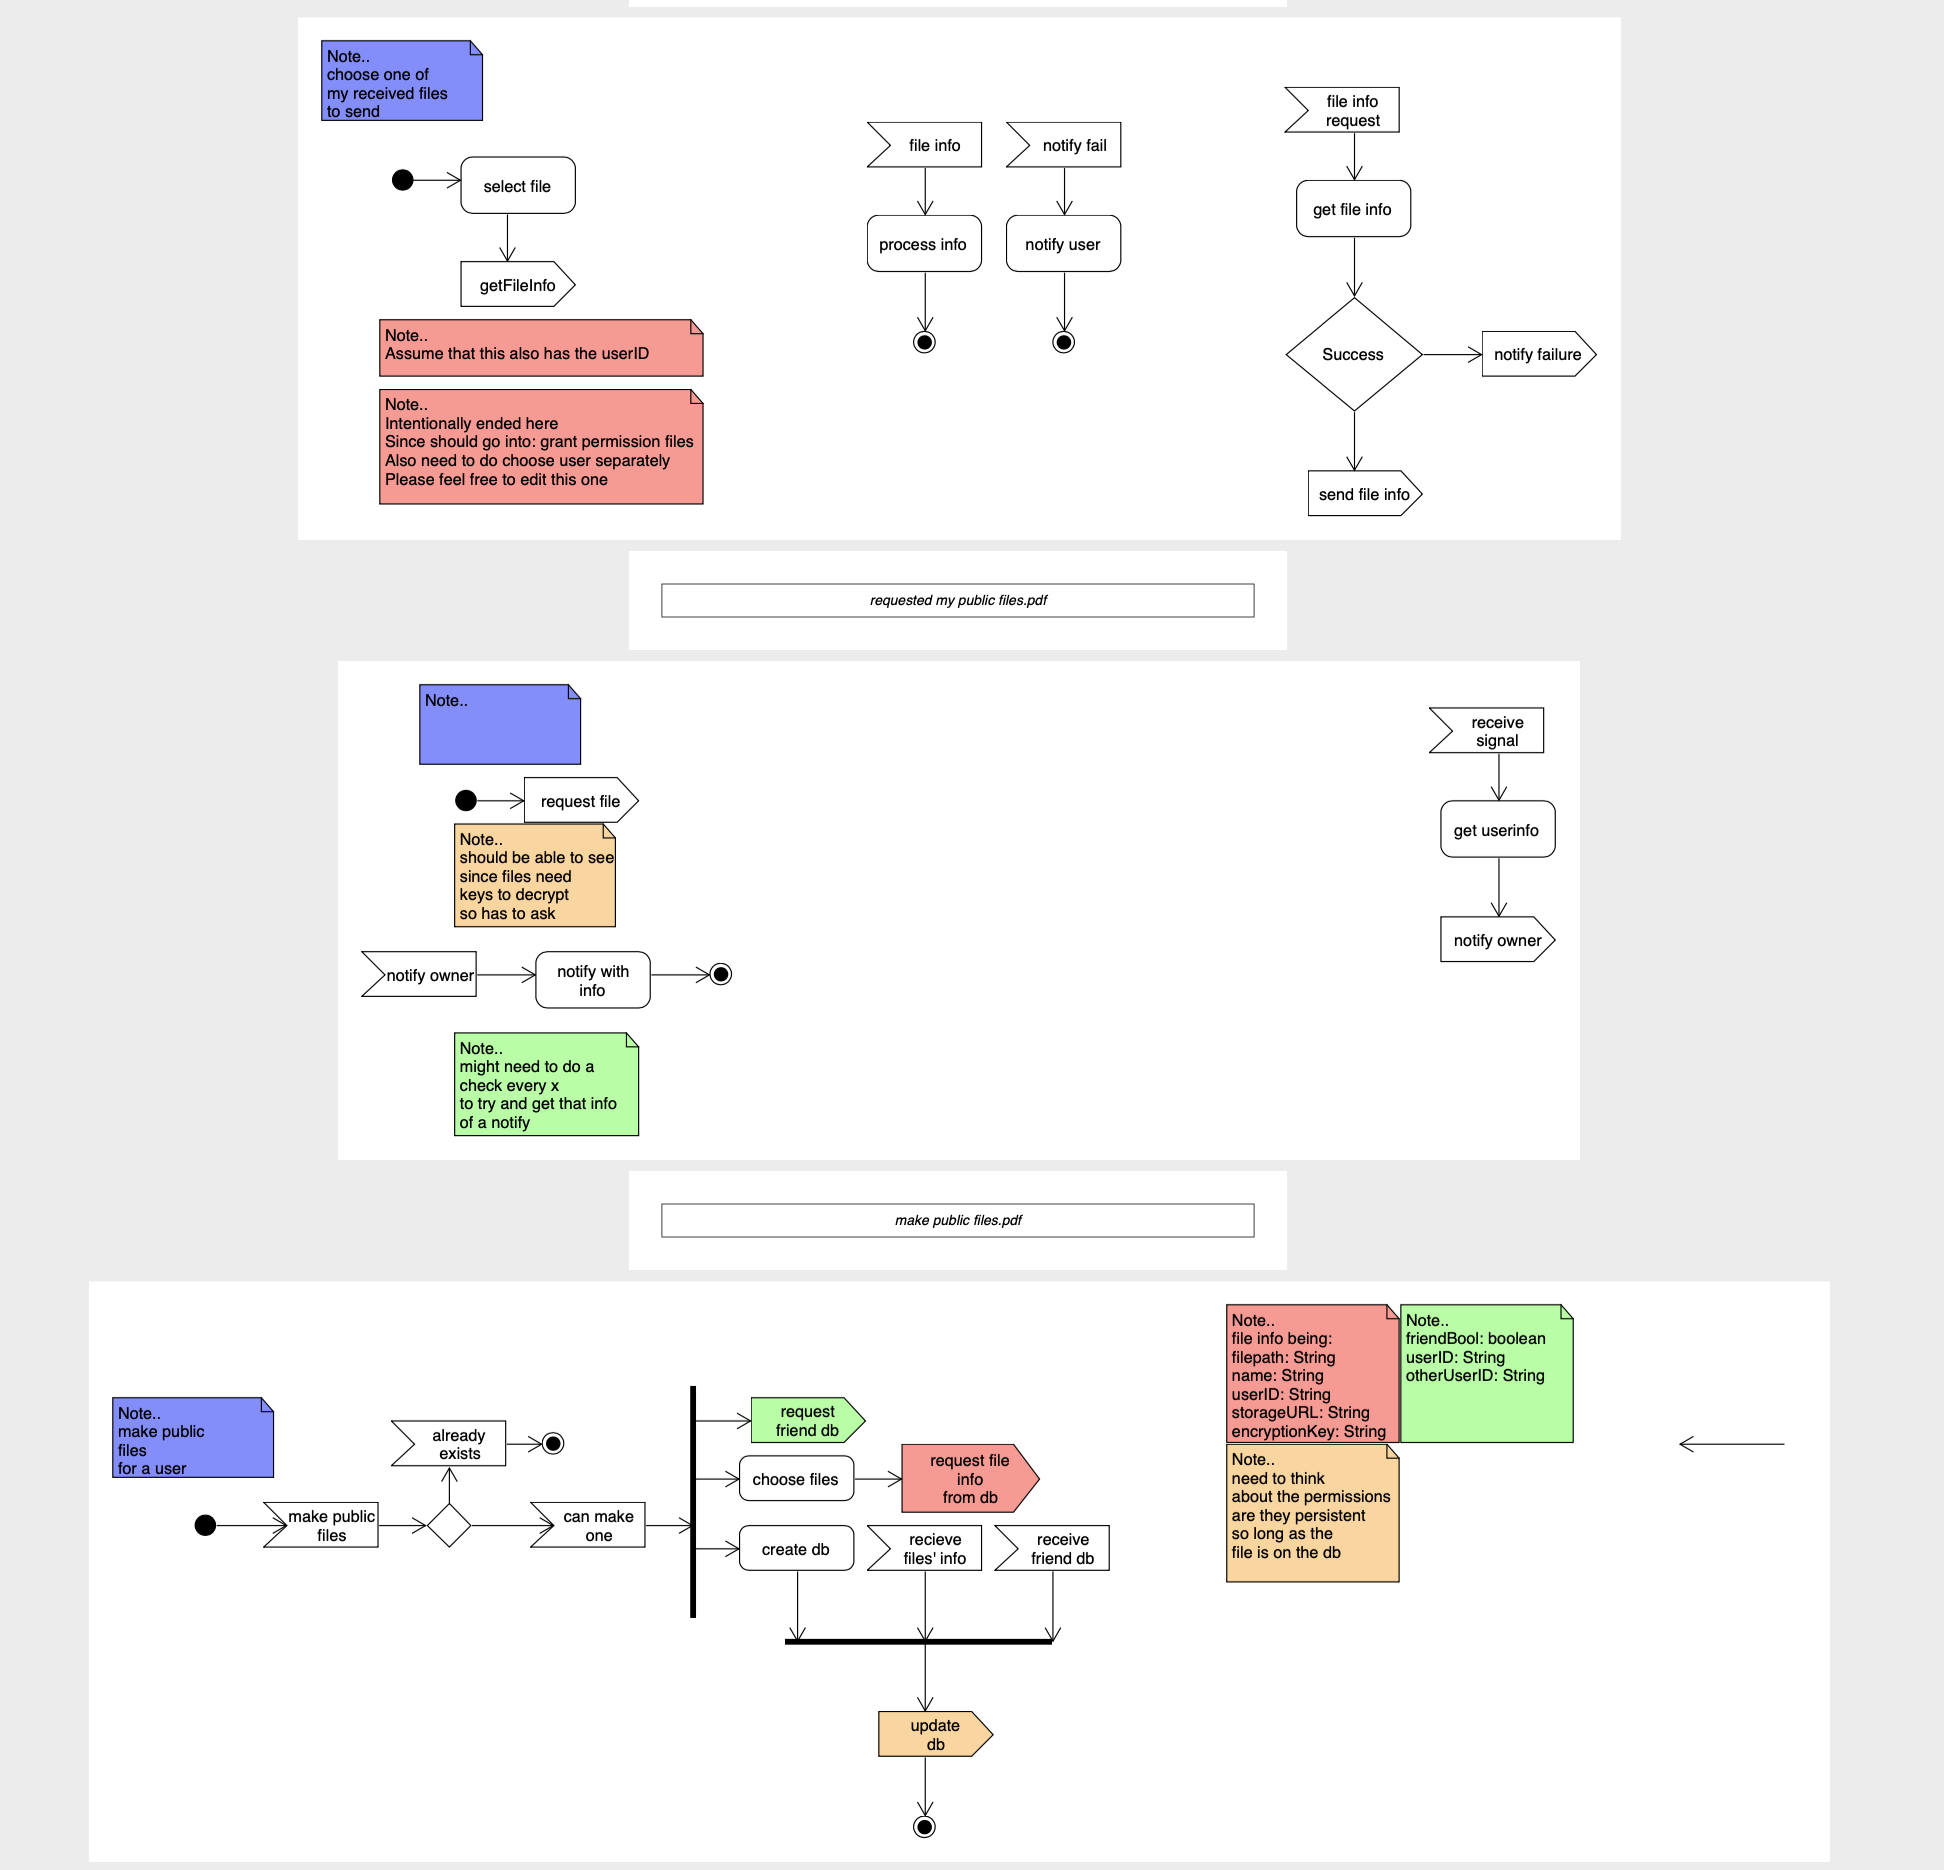 Note..
choose one of
my received files
to send
select file
getFileInfo
Note..
Assume that this also has the userID
Note..
Intentionally ended here
Since should go into: grant permission files
Also need to do choose user separately
Please feel free to edit this one
file info
process info
notify fail
notify user
file info
request
get file info
Success
notify failure
send file info
requested my public files.pdf
Note..
request file
Note..
should be able to see
since files need
keys to decrypt
so has to ask
notify owner
notify with
info
Note..
might need to do a
check every x
to try and get that info
of a notify
receive
signal
get userinfo
notify owner
make public files.pdf
Note..
make public
files
for a user
make public
files
already
exists
can make
one
request
friend db
choose files
request file
info
from db
create db
recieve
files' info
receive
friend db
update
db
Note..
file info being:
filepath: String
name: String
userID: String
storageURL: String
encryptionKey: String
Note..
friendBool: boolean
userID: String
otherUserID: String
Note..
need to think
about the permissions
are they persistent
so long as the
file is on the db